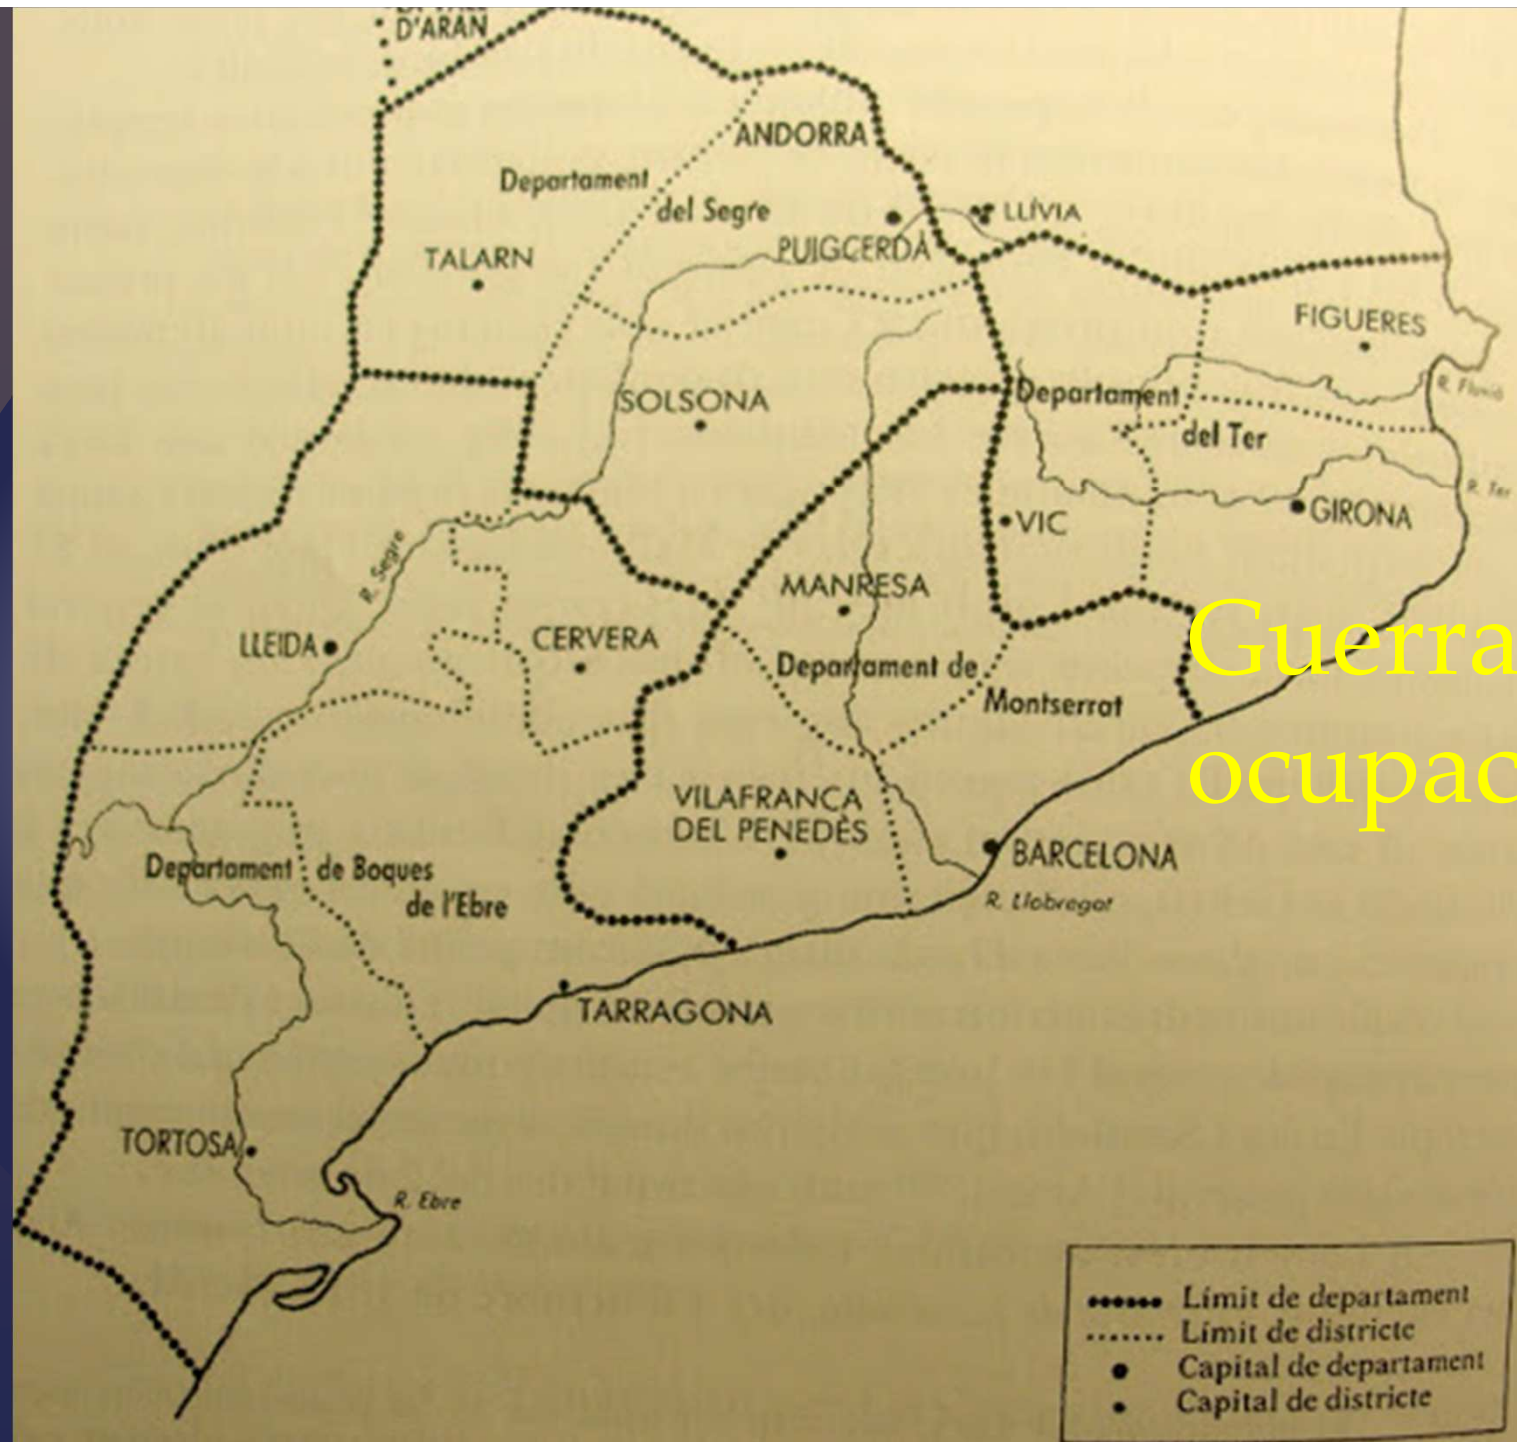 D'ARAN
ANDORRA
Departament
del Segre
LLÍVIA
PUIGCERDÀ
TALARN
FIGUERES
SOLSONA
Departament
del Ter
R. Fluvià
R. Ter
GIRONA
VIC
R. Segre
MANRESA
LLEIDA
CERVERA
Departament de
Montserrat
Guerra
ocupac
VILAFRANCA
DEL PENEDÈS
BARCELONA
R. Llobregat
Departament de Boques
de l'Ebre
TARRAGONA
TORTOSA
R. Ebre
Límit de departament
Límit de districte
Capital de departament
Capital de districte